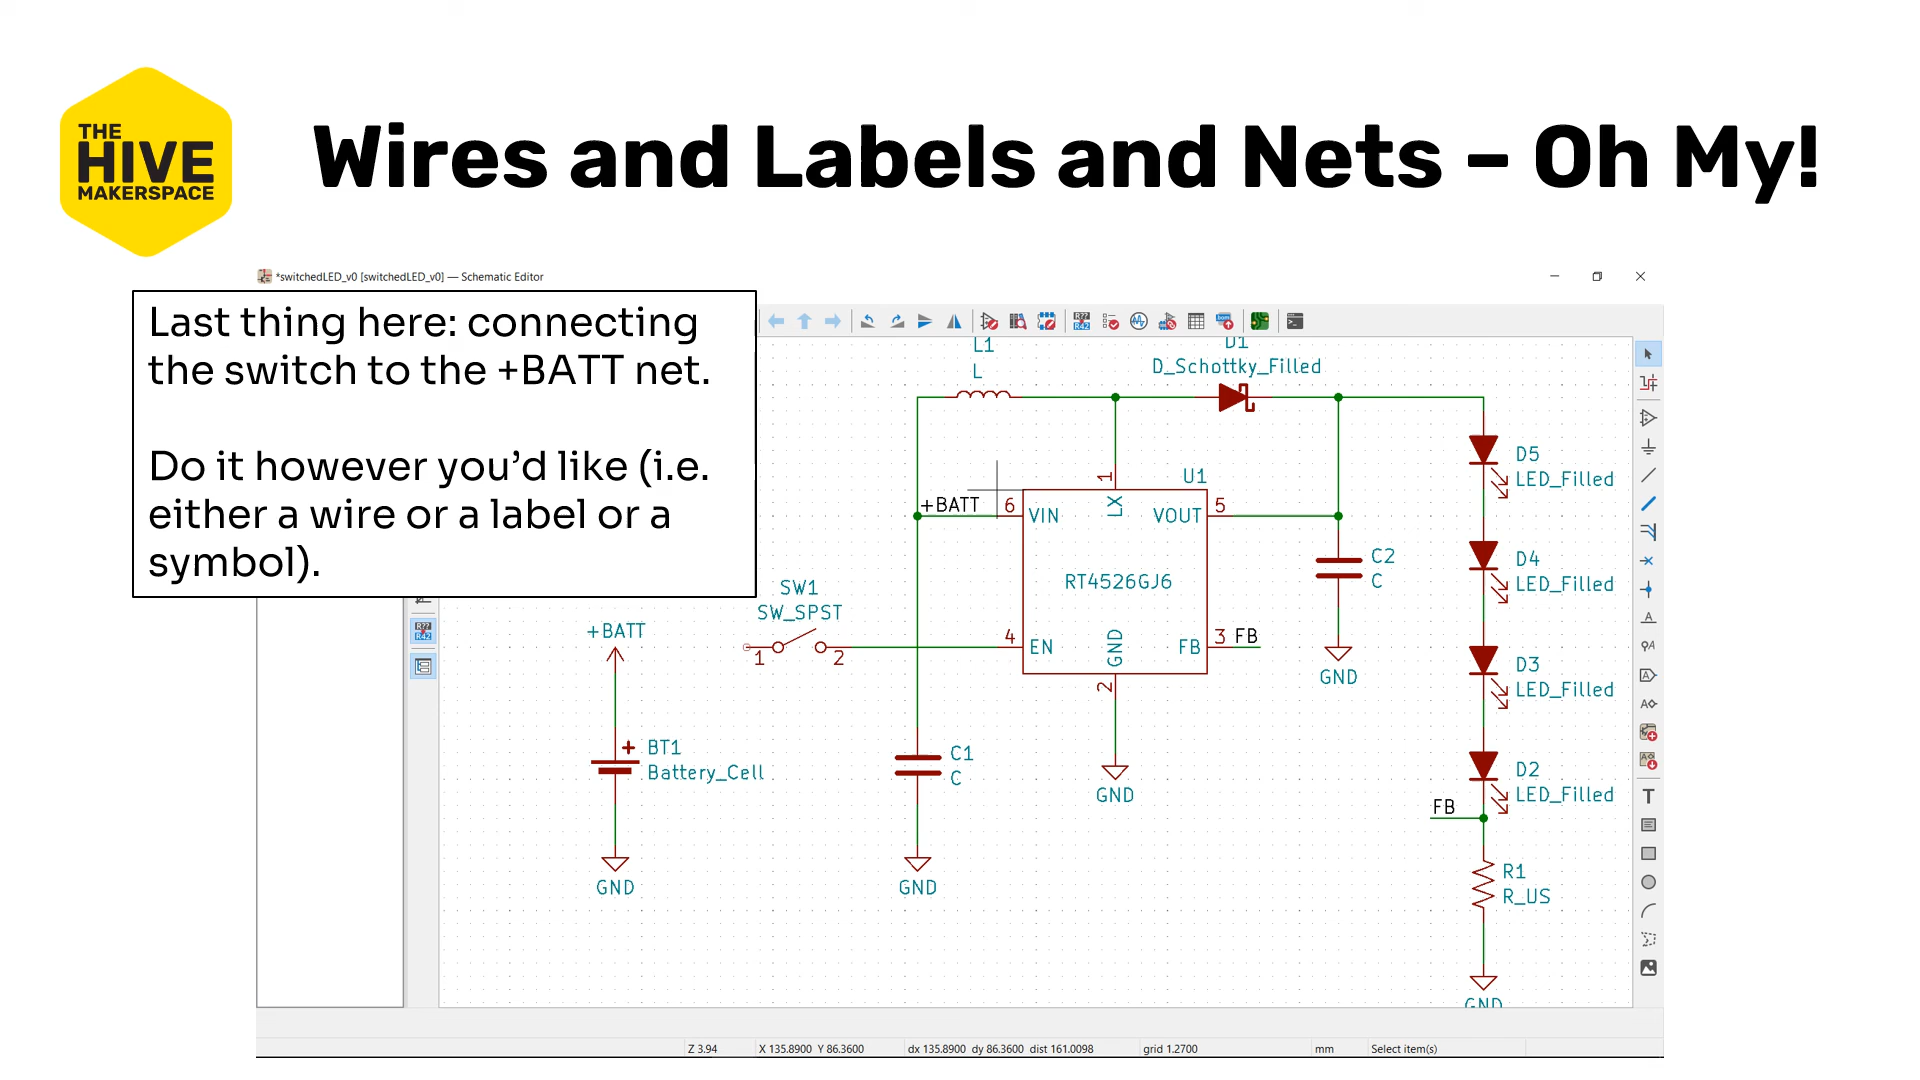 THE
HIVE
MAKERSPACE
Wires and Labels and Nets – Oh My!
*switchedLED_v0 [switchedLED_v0] — Schematic Editor
Last thing here: connecting
the switch to the +BATT net.
Do it however you’d like (i.e.
either a wire or a label or a
symbol).
L1
L
D1
D_Schottky_Filled
+BATT
6
VIN
1
LX
U1
VOUT
5
RT4526GJ6
4
EN
GND
2
FB
3
FB
GND
C2
C
GND
D5
LED_Filled
D4
LED_Filled
D3
LED_Filled
D2
LED_Filled
FB
R1
R_US
GND
SW1
SW_SPST
1
2
+BATT
+
BT1
Battery_Cell
GND
C1
C
GND
Z 3.94
X 135.8900 Y 86.3600
dx 135.8900 dy 86.3600 dist 161.0098
grid 1.2700
mm
Select item(s)